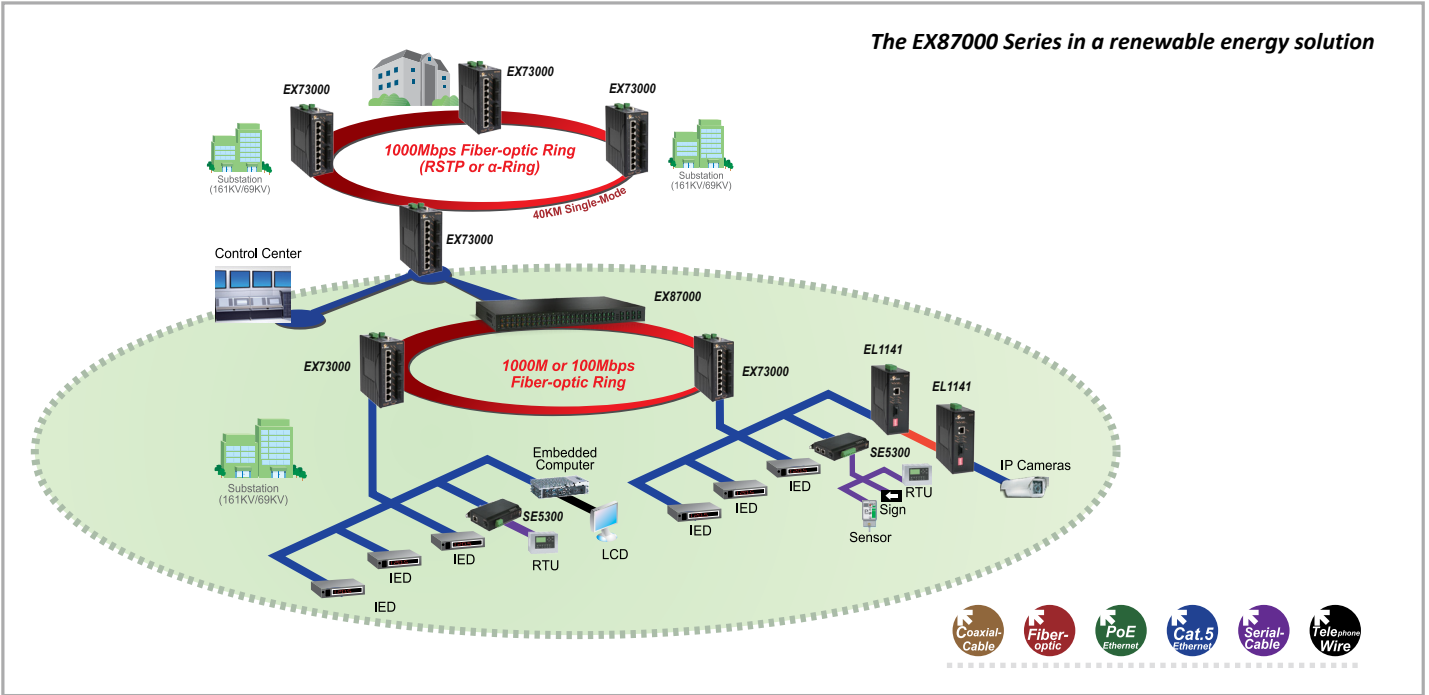 The EX87000 Series in a renewable energy solution
EX73000
EX73000
EX73000
1000Mbps Fiber-optic Ring
(RSTP or α-Ring)
Substation
(161KV/69KV)
Substation
(161KV/69KV)
40KM Single-Mode
EX73000
Control Center
EX87000
EX73000
1000M or 100Mbps
Fiber-optic Ring
EX73000
EL1141
EL1141
Substation
(161KV/69KV)
Embedded
Computer
SE5300
IED
IED
IED
RTU
LCD
SE5300
IED
IED
IED
RTU
Sign
Sensor
IP Cameras
Coaxial-
Cable
Fiber-
optic
PoE
Ethernet
Cat.5
Ethernet
Serial-
Cable
Telephone
Wire